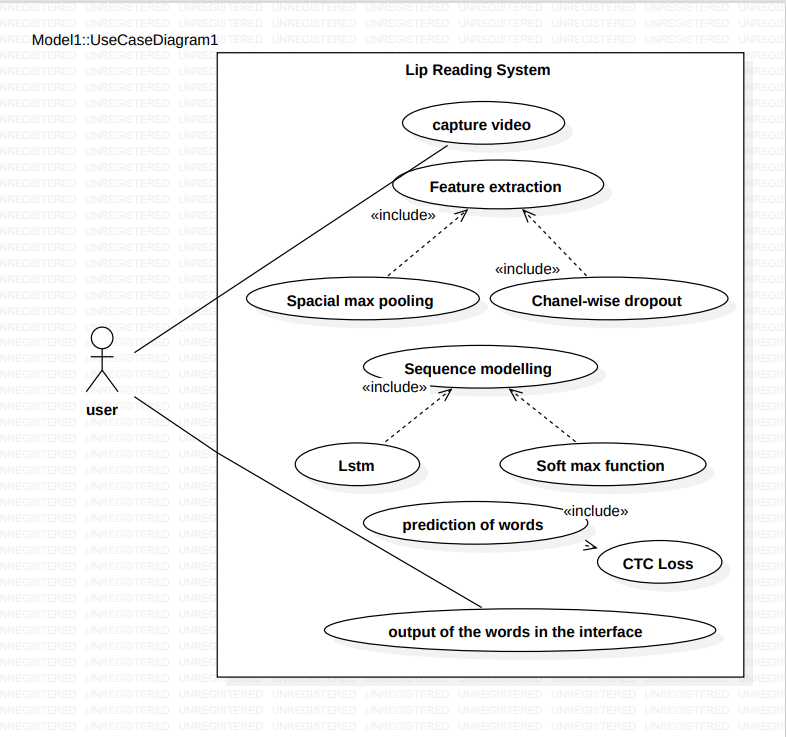 Model1::UseCaseDiagram1
Lip Reading System
capture video
Feature extraction
«include»
«include»
Spacial max pooling
Chanel-wise dropout
Sequence modelling
«include»
Lstm
Soft max function
user
«include»
prediction of words
CTC Loss
output of the words in the interface
UNREGISTERED